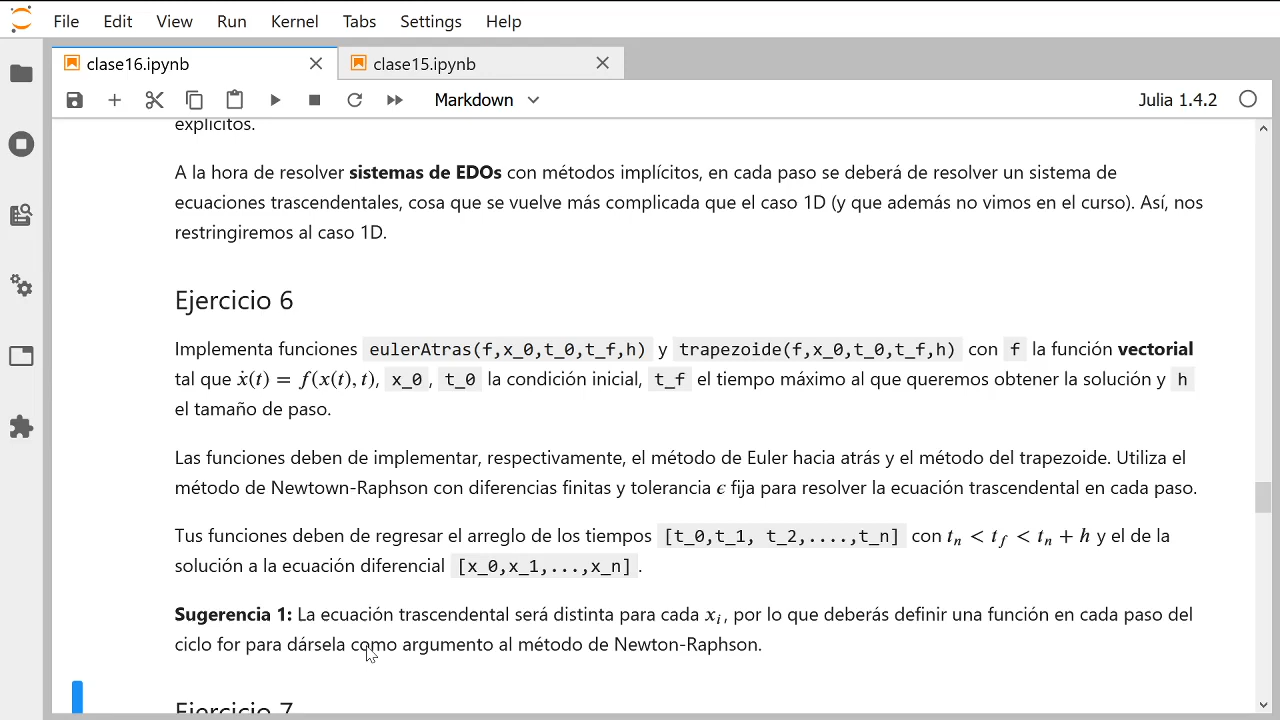 File Edit View Run Kernel Tabs Settings Help
clase16.ipynb clase15.ipynb
Markdown Julia 1.4.2
explícitos.
A la hora de resolver sistemas de EDOs con métodos implícitos, en cada paso se deberá de resolver un sistema de
ecuaciones trascendentales, cosa que se vuelve más complicada que el caso 1D (y que además no vimos en el curso). Así, nos
restringiremos al caso 1D.
Ejercicio 6
Implementa funciones eulerAtras(f,x_0,t_0,t_f,h) y trapezoide(f,x_0,t_0,t_f,h) con f la función vectorial
tal que ẋ(t) = f(x(t), t), x_0 , t_0 la condición inicial, t_f el tiempo máximo al que queremos obtener la solución y h
el tamaño de paso.
Las funciones deben de implementar, respectivamente, el método de Euler hacia atrás y el método del trapezoide. Utiliza el
método de Newtown-Raphson con diferencias finitas y tolerancia ϵ fija para resolver la ecuación trascendental en cada paso.
Tus funciones deben de regresar el arreglo de los tiempos [t_0,t_1, t_2,....,t_n] con tₙ < t_f < tₙ + h y el de la
solución a la ecuación diferencial [x_0,x_1,...,x_n] .
Sugerencia 1: La ecuación trascendental será distinta para cada xᵢ, por lo que deberás definir una función en cada paso del
ciclo for para dársela como argumento al método de Newton-Raphson.
Ejercicio 7